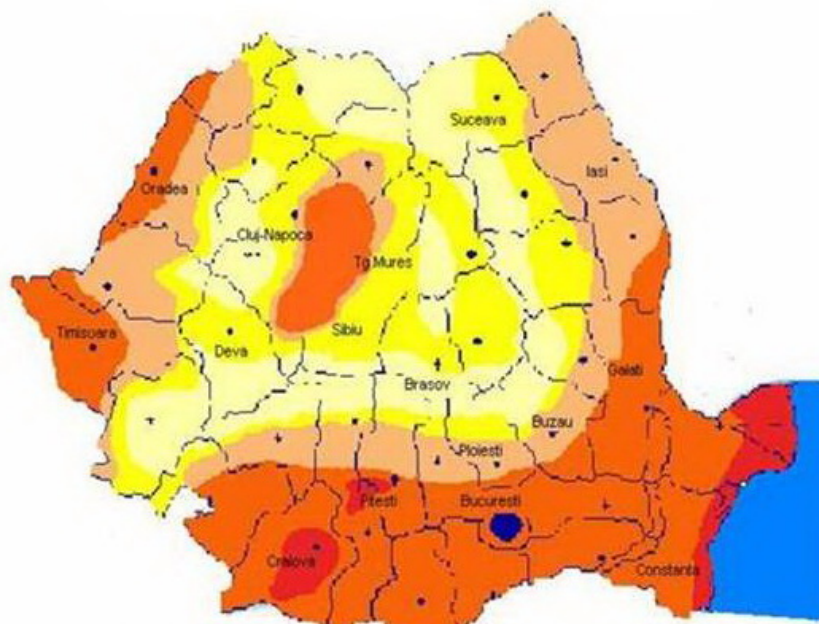 Suceava
Iasi
Oradea
Cluj-Napoca
Tg.Mures
Timisoara
Sibiu
Deva
Galati
Brasov
Buzau
Ploiesti
Pitesti
Bucuresti
Craiova
Constanta